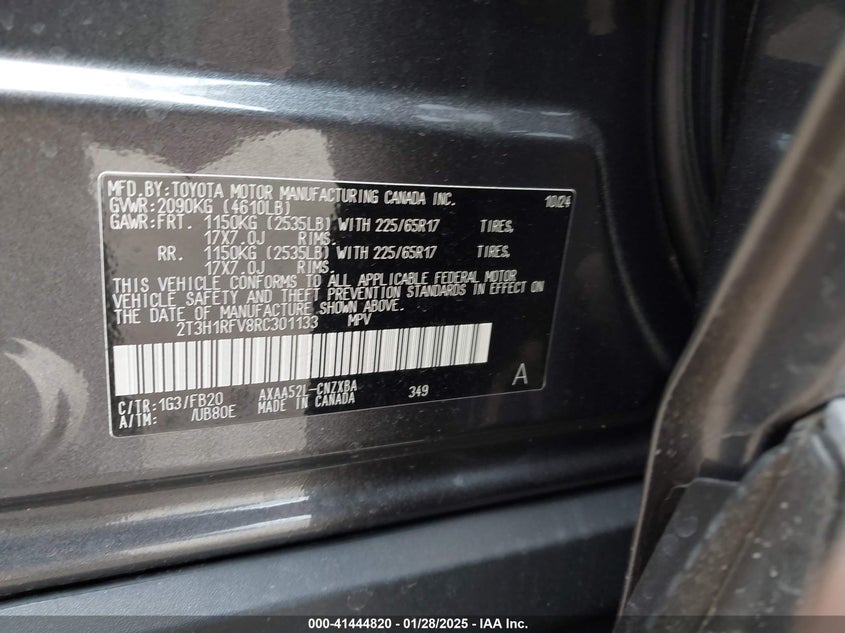 MFD.BY:TOYOTA MOTOR MANUFACTURING CANADA INC. 10/24
GVWR:2090KG (4610LB)
GAWR:FRT. 1150KG (2535LB) WITH 225/65R17 TIRES,
17X7.0J RIMS.
RR. 1150KG (2535LB) WITH 225/65R17 TIRES,
17X7.0J RIMS.
THIS VEHICLE CONFORMS TO ALL APPLICABLE FEDERAL MOTOR
VEHICLE SAFETY AND THEFT PREVENTION STANDARDS IN EFFECT ON
THE DATE OF MANUFACTURE SHOWN ABOVE.
2T3H1RFV8RC301133 MPV
C/TR:1G3/FB20 AXAA52L-CNZXBA 349 A
A/TM: /UB80E MADE IN CANADA
000-41444820 / 01/28/2025 - IAA Inc.